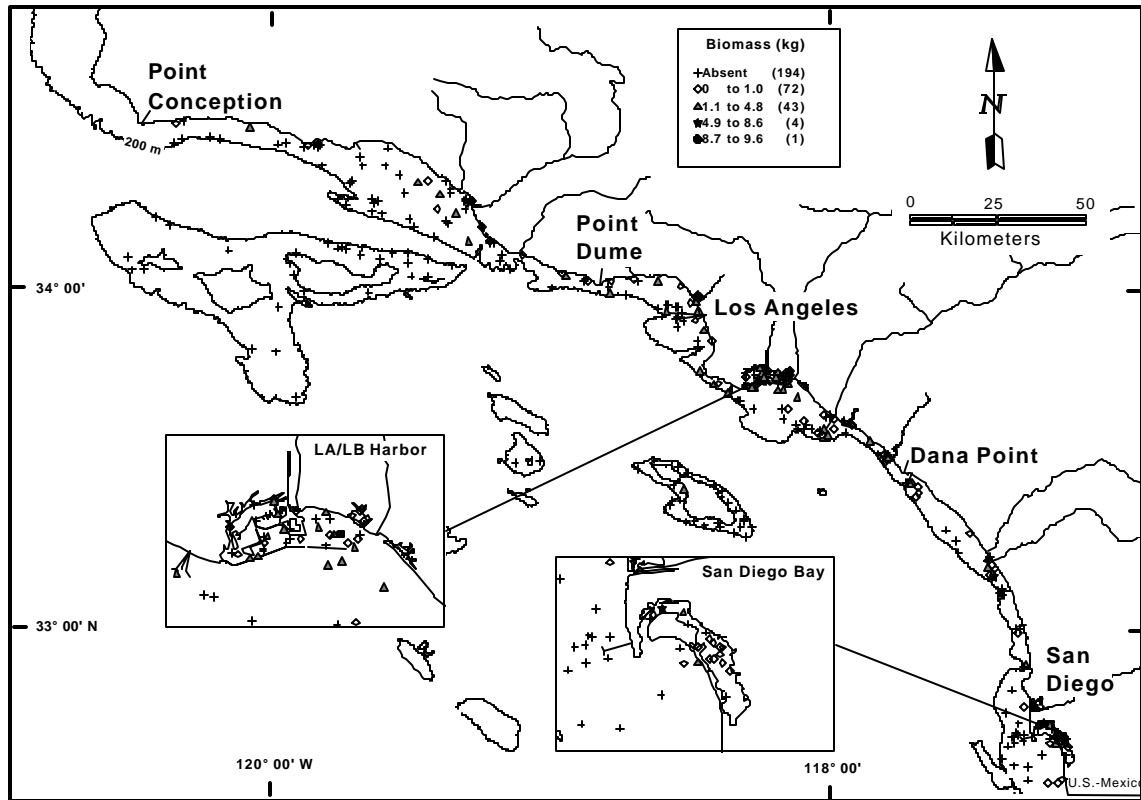 Biomass (kg)
Absent (194)
0 to 1.0 (72)
1.1 to 4.8 (43)
4.9 to 8.6 (4)
8.7 to 9.6 (1)
N
0 25 50
Kilometers
Point
Conception
200 m
Point
Dume
34° 00'
Los Angeles
LA/LB Harbor
Dana Point
San Diego Bay
33° 00' N
San
Diego
120° 00' W
118° 00'
U.S.-Mexico